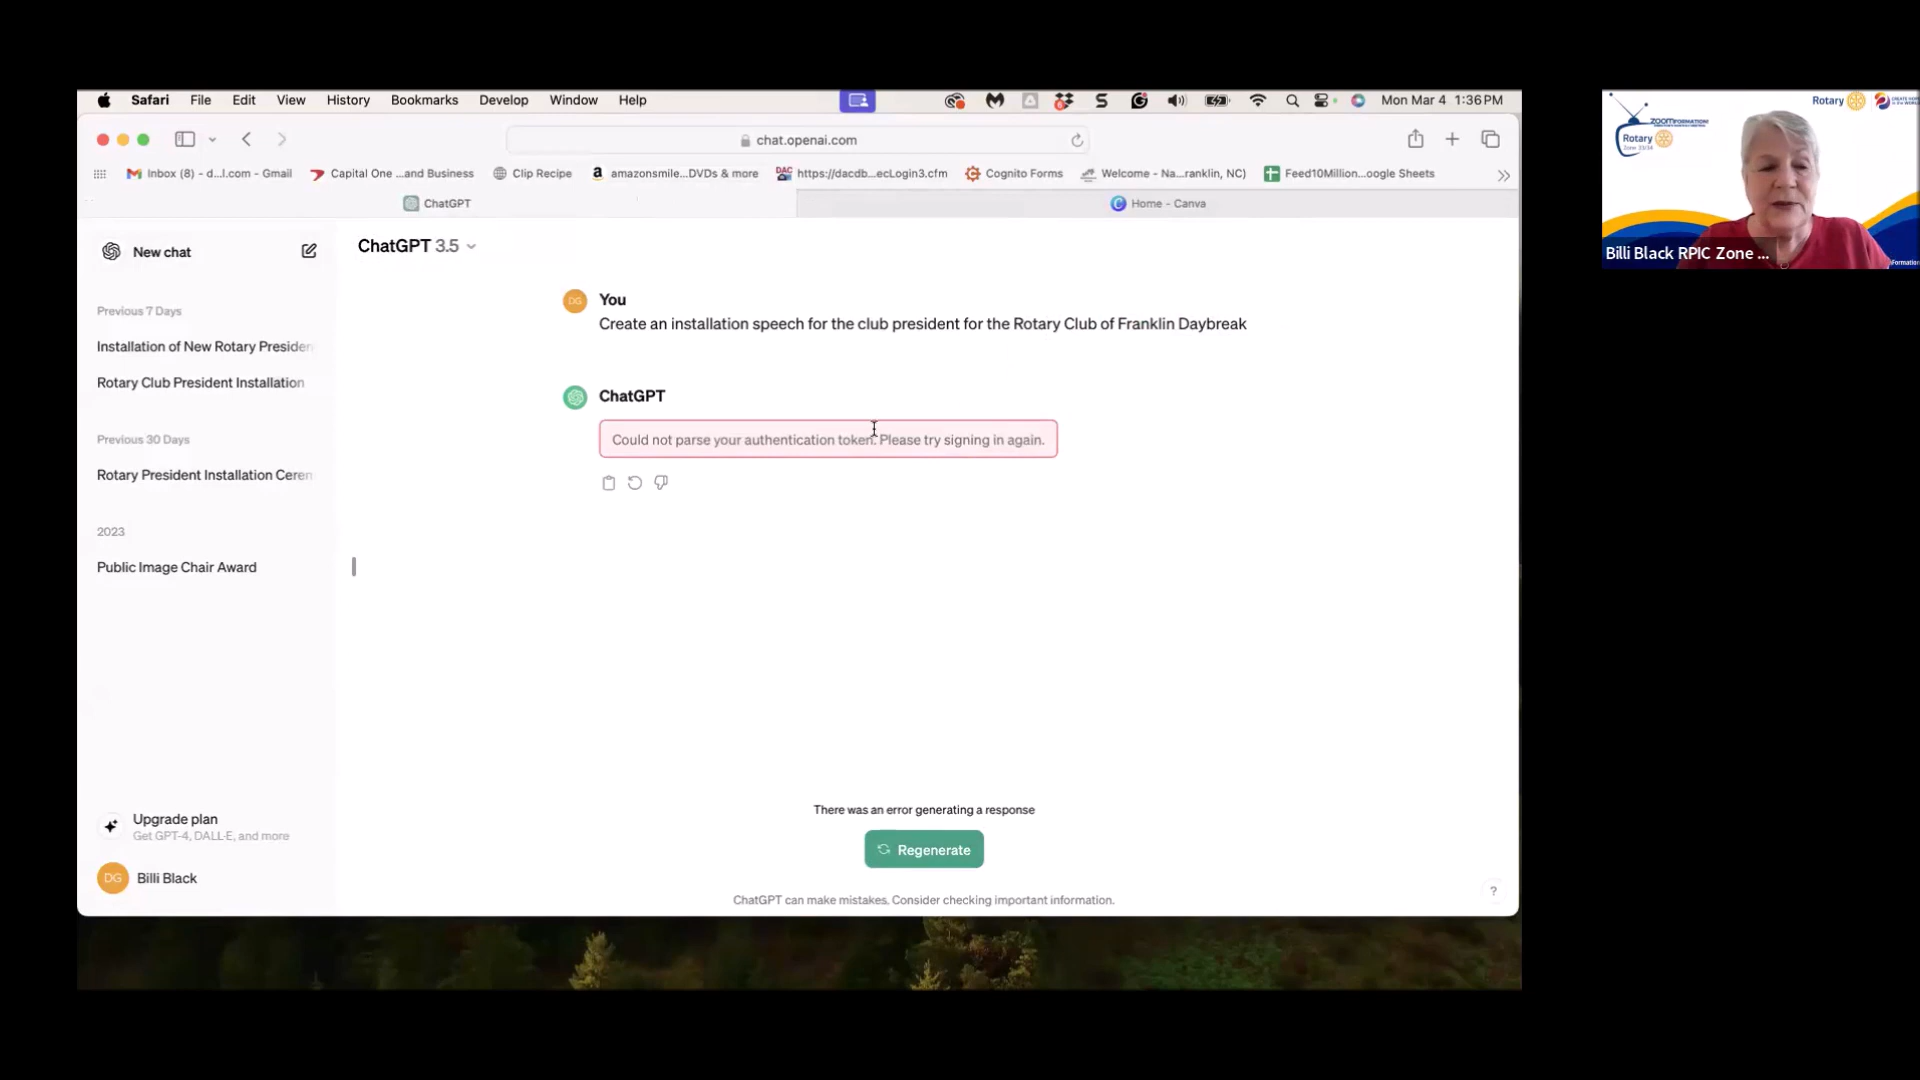 Safari File Edit View History Bookmarks Develop Window Help Mon Mar 4 1:36PM
chat.openai.com
Inbox (8) - d...l.com - Gmail Capital One ...and Business Clip Recipe amazonsmile...DVDs & more https://dacdb...ecLogin3.cfm Cognito Forms Welcome - Na...ranklin, NC) Feed10Million...oogle Sheets
ChatGPT
Home - Canva
New chat
ChatGPT 3.5
Previous 7 Days
Installation of New Rotary Presiden
Rotary Club President Installation
Previous 30 Days
Rotary President Installation Ceren
2023
Public Image Chair Award
Upgrade plan
Get GPT-4, DALL·E, and more
DG Billi Black
DG You
Create an installation speech for the club president for the Rotary Club of Franklin Daybreak
ChatGPT
Could not parse your authentication token. Please try signing in again.
There was an error generating a response
Regenerate
ChatGPT can make mistakes. Consider checking important information.
?
Rotary
Rotary
Billi Black RPIC Zone ...